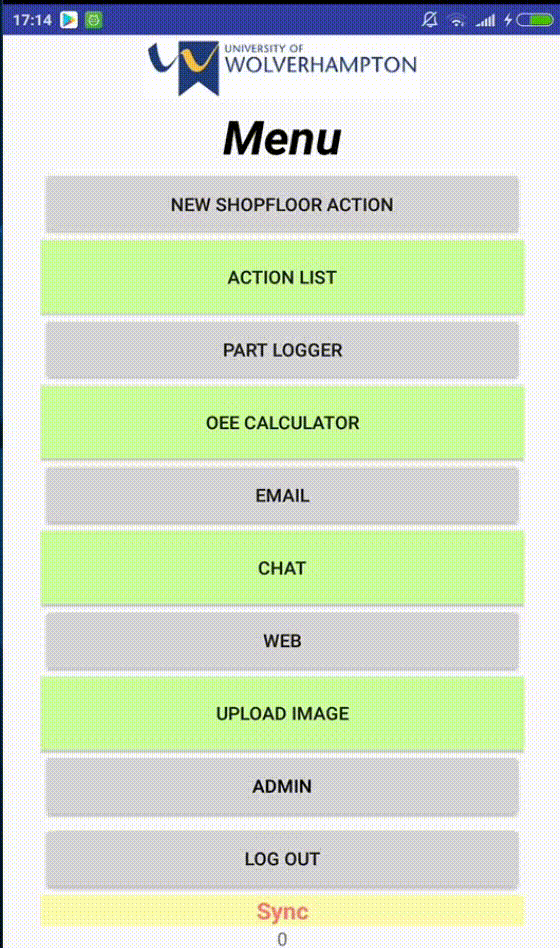 17:14
UNIVERSITY OF
WOLVERHAMPTON
Menu
NEW SHOPFLOOR ACTION
ACTION LIST
PART LOGGER
OEE CALCULATOR
EMAIL
CHAT
WEB
UPLOAD IMAGE
ADMIN
LOG OUT
Sync
0